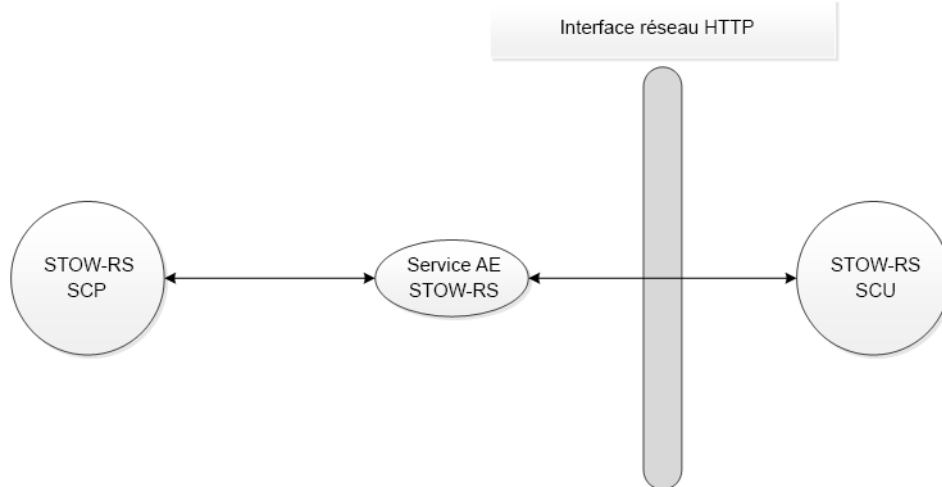 Interface réseau HTTP
STOW-RS
SCP
Service AE
STOW-RS
STOW-RS
SCU